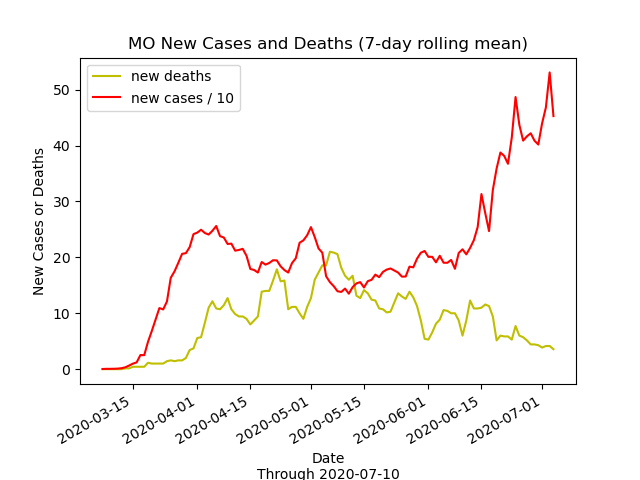 MO New Cases and Deaths (7-day rolling mean)
new deaths
new cases / 10
50
40
30
20
10
0
New Cases or Deaths
2020-03-15
2020-04-01
2020-04-15
2020-05-01
2020-05-15
2020-06-01
2020-06-15
2020-07-01
Date
Through 2020-07-10